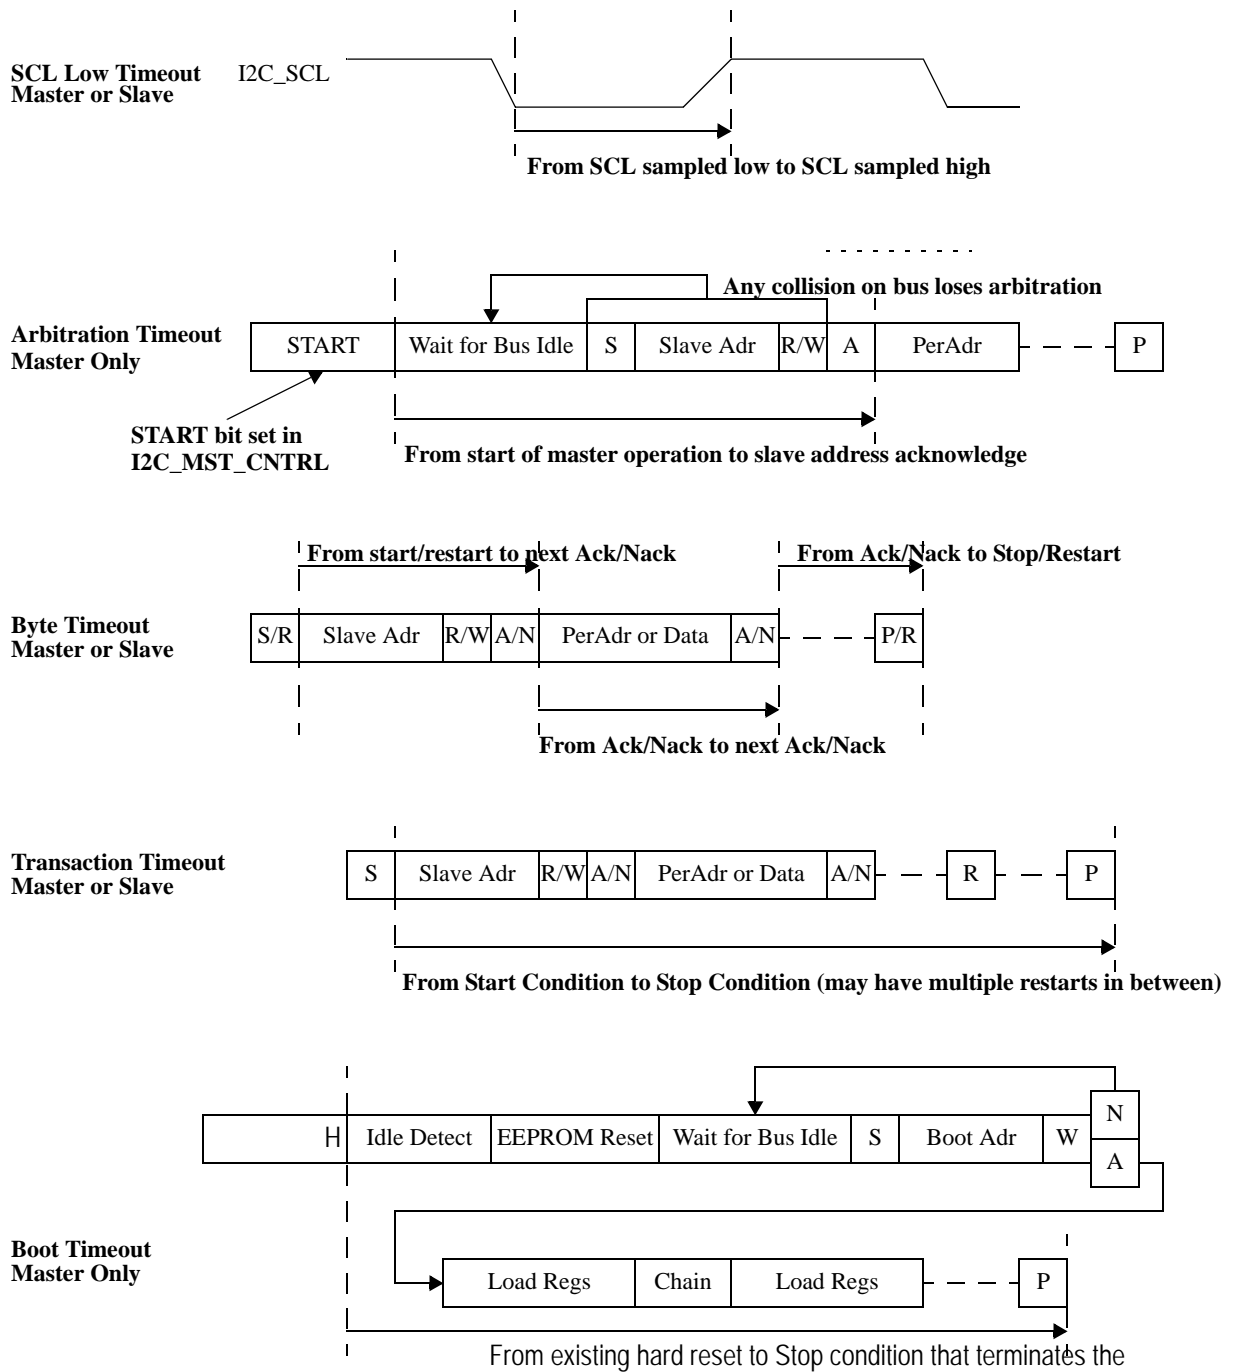 SCL Low Timeout
Master or Slave
I2C_SCL
From SCL sampled low to SCL sampled high
Any collision on bus loses arbitration
Arbitration Timeout
Master Only
START
Wait for Bus Idle
S
Slave Adr
R/W
A
PerAdr
P
START bit set in
I2C_MST_CNTRL
From start of master operation to slave address acknowledge
From start/restart to next Ack/Nack
From Ack/Nack to Stop/Restart
Byte Timeout
Master or Slave
S/R
Slave Adr
R/W
A/N
PerAdr or Data
A/N
P/R
From Ack/Nack to next Ack/Nack
Transaction Timeout
Master or Slave
S
Slave Adr
R/W
A/N
PerAdr or Data
A/N
R
P
From Start Condition to Stop Condition (may have multiple restarts in between)
H
Idle Detect
EEPROM Reset
Wait for Bus Idle
S
Boot Adr
W
N
A
Boot Timeout
Master Only
Load Regs
Chain
Load Regs
P
From existing hard reset to Stop condition that terminates the